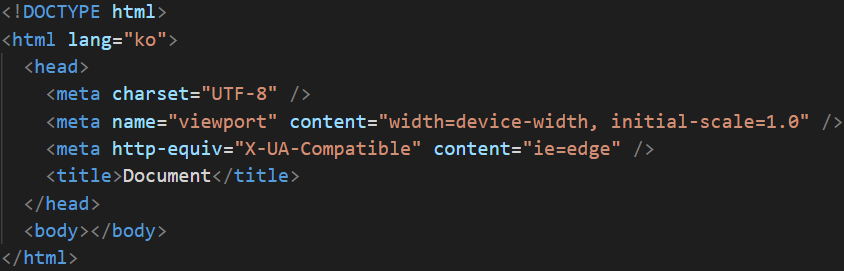 <!DOCTYPE html>
<html lang="ko">
  <head>
    <meta charset="UTF-8" />
    <meta name="viewport" content="width=device-width, initial-scale=1.0" />
    <meta http-equiv="X-UA-Compatible" content="ie=edge" />
    <title>Document</title>
  </head>
  <body></body>
</html>